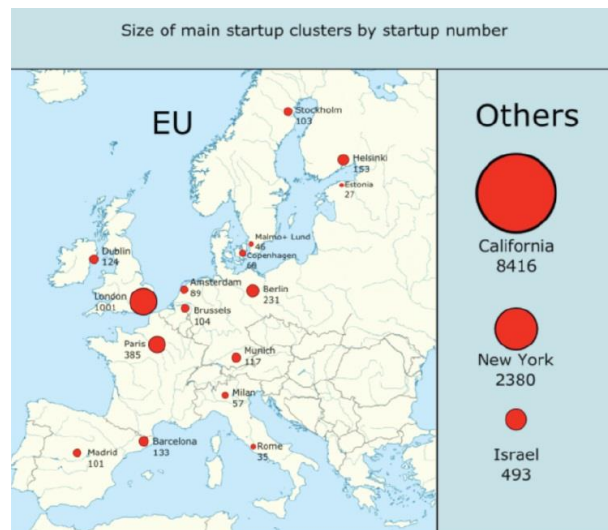 Size of main startup clusters by startup number
EU
Stockholm
103
Helsinki
153
Estonia
27
Malmo+ Lund
46
Copenhagen
68
Dublin
124
London
1001
Amsterdam
89
Berlin
231
Brussels
104
Paris
385
Munich
117
Milan
57
Barcelona
133
Madrid
101
Rome
35
Others
California
8416
New York
2380
Israel
493